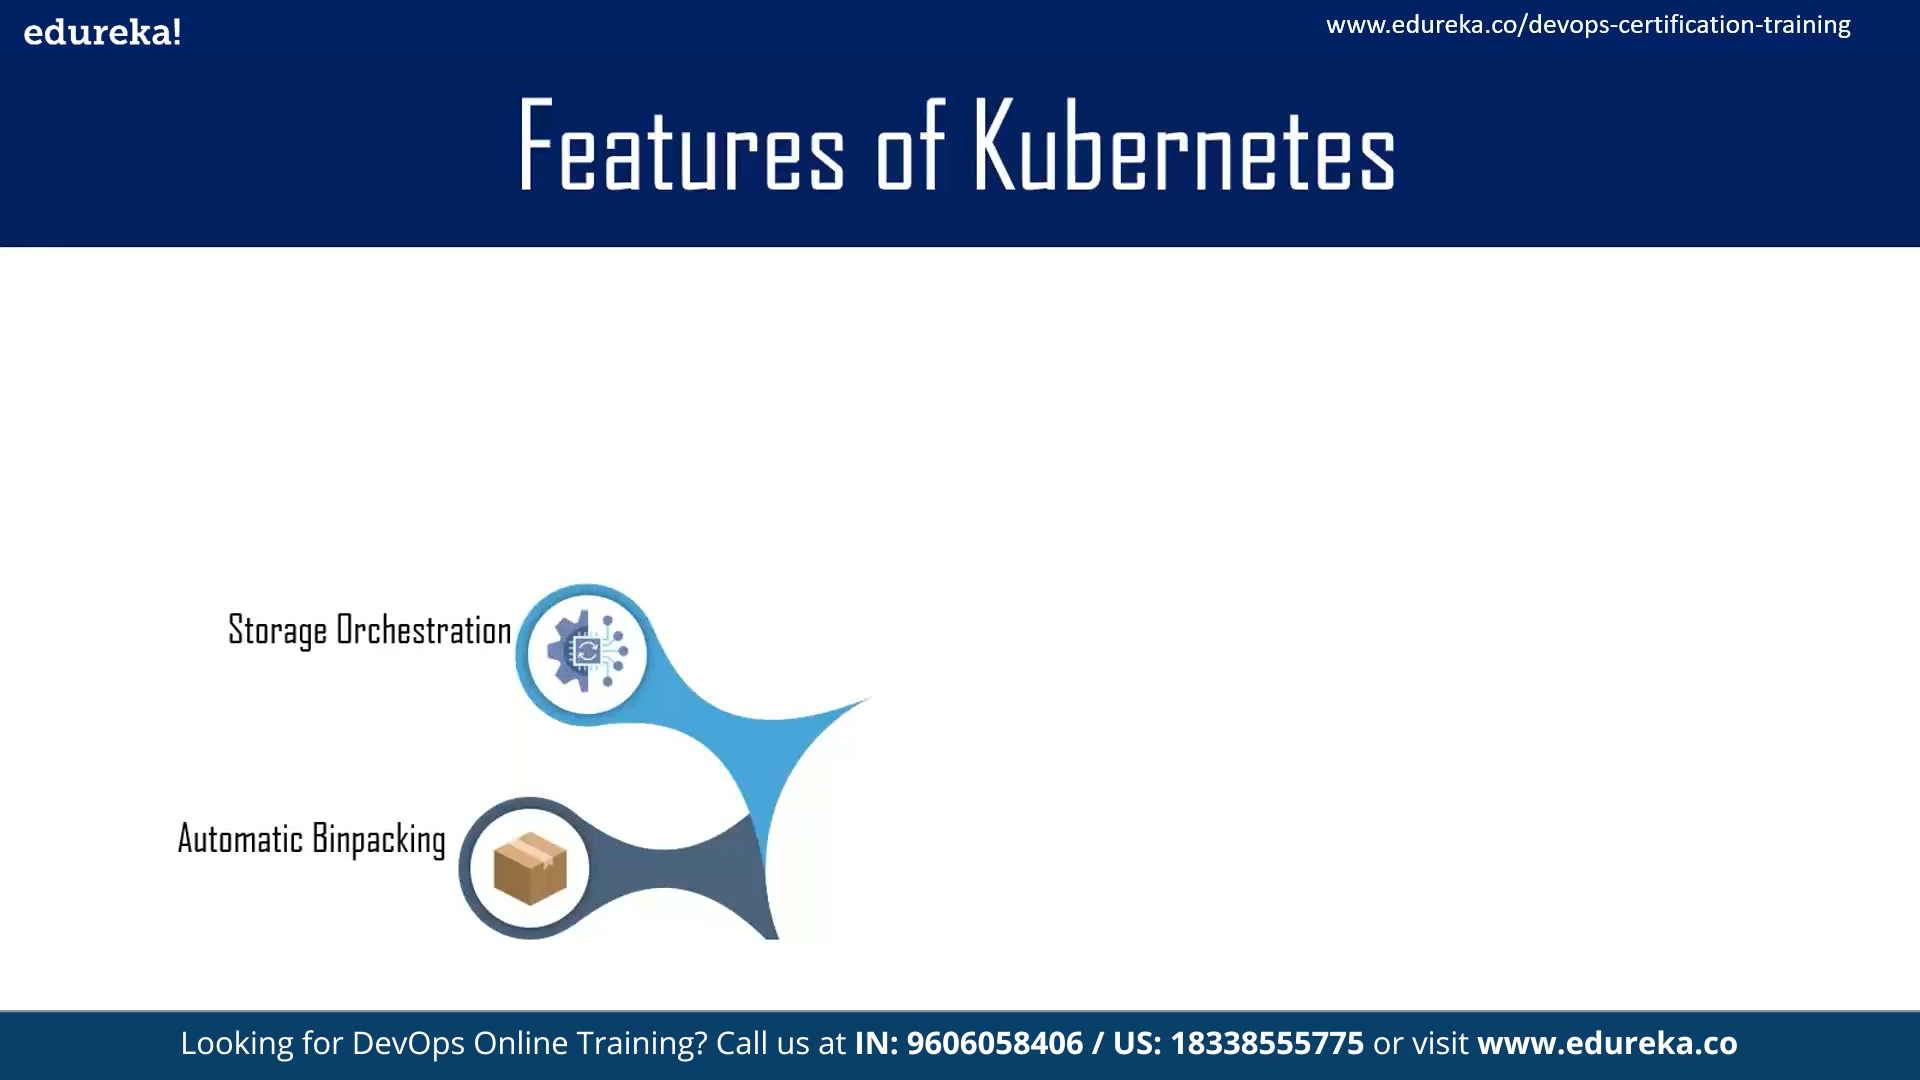 edureka!
www.edureka.co/devops-certification-training
Features of Kubernetes
Storage Orchestration
Automatic Binpacking
Looking for DevOps Online Training? Call us at IN: 9606058406 / US: 18338555775 or visit www.edureka.co